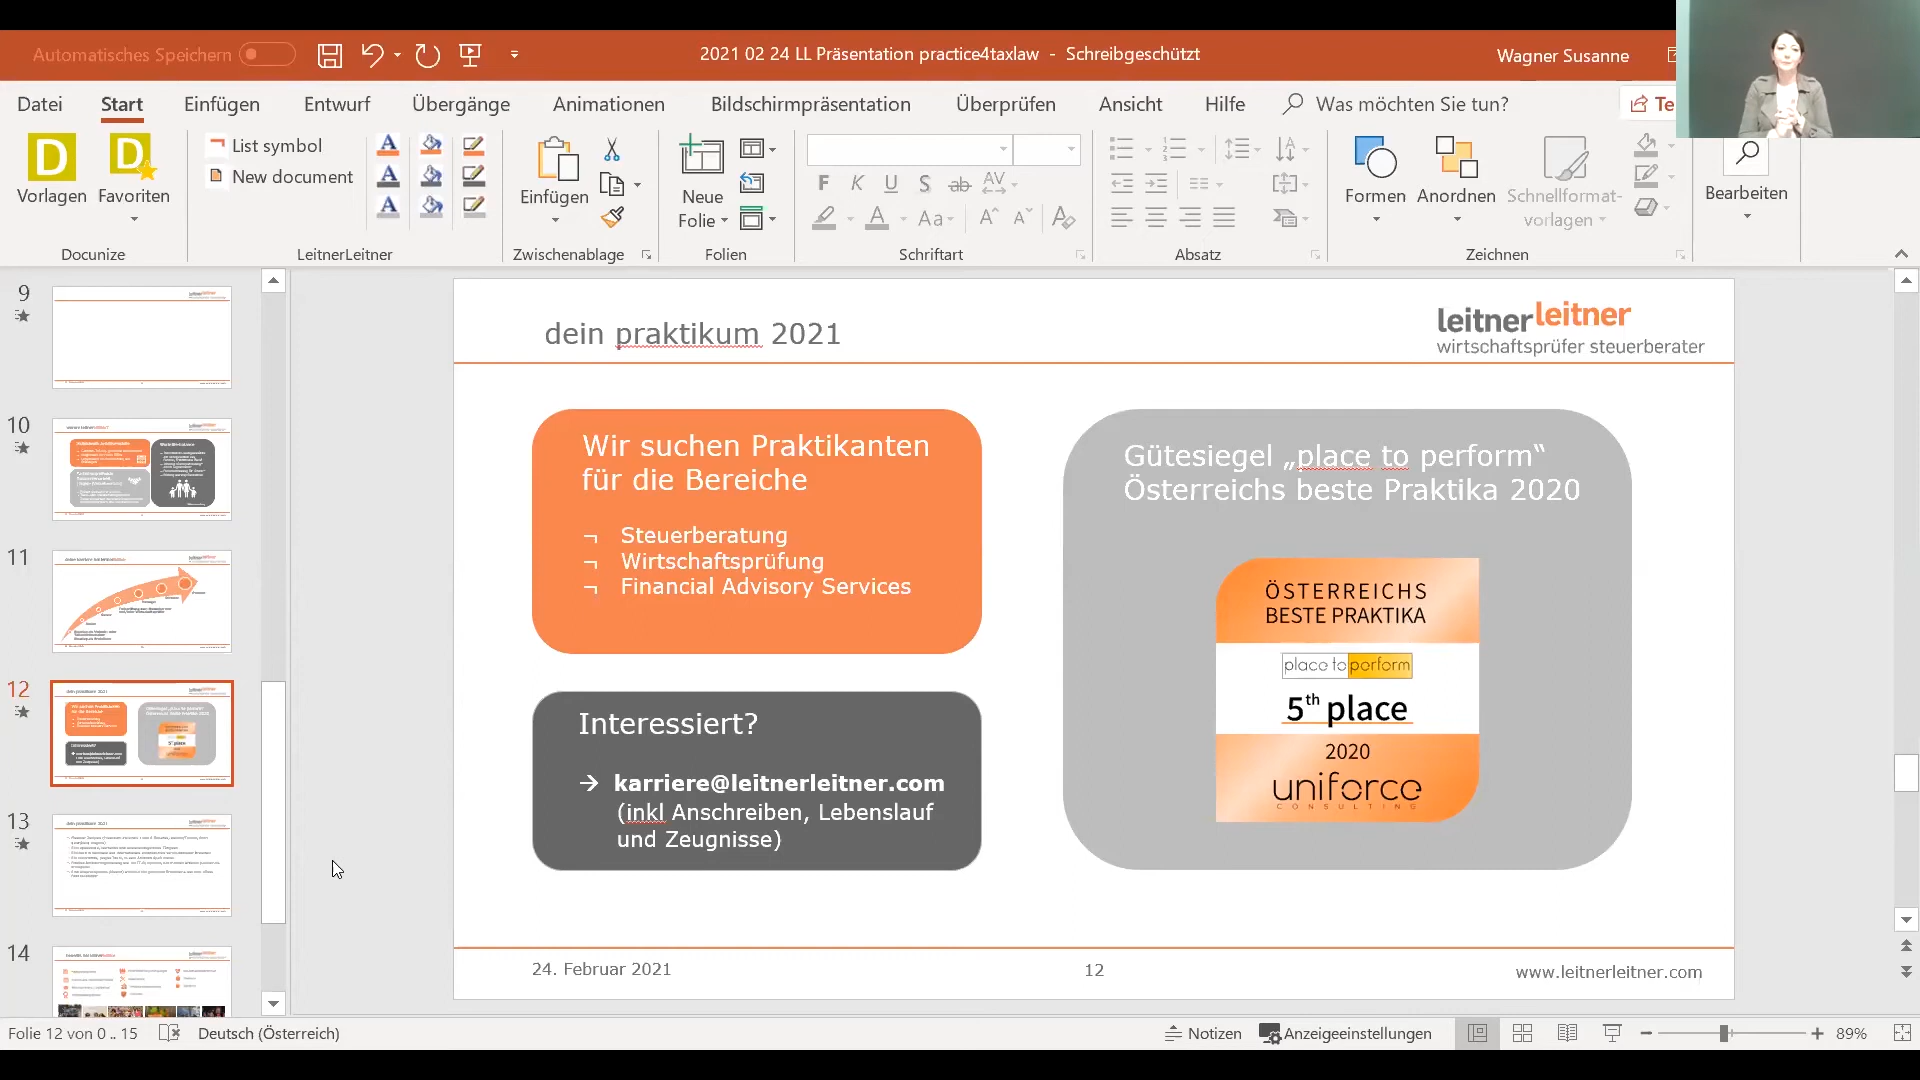 Automatisches Speichern
2021 02 24 LL Präsentation practice4taxlaw - Schreibgeschützt
Wagner Susanne
Datei Start Einfügen Entwurf Übergänge Animationen Bildschirmpräsentation Überprüfen Ansicht Hilfe Was möchten Sie tun? Te
Vorlagen
Favoriten
Docunize
List symbol
New document
LeitnerLeitner
Einfügen
Zwischenablage
Neue
Folie
Folien
F K U S ab AV
A Aa A A A
Schriftart
Absatz
Formen
Anordnen
Schnellformat-
vorlagen
Zeichnen
Bearbeiten
9
10
11
12
13
14
dein praktikum 2021
leitnerleitner
wirtschaftsprüfer steuerberater
Wir suchen Praktikanten
für die Bereiche
¬ Steuerberatung
¬ Wirtschaftsprüfung
¬ Financial Advisory Services
Interessiert?
→ karriere@leitnerleitner.com
(inkl Anschreiben, Lebenslauf
und Zeugnisse)
Gütesiegel „place to perform“
Österreichs beste Praktika 2020
ÖSTERREICHS
BESTE PRAKTIKA
place to perform
5th place
2020
uniforce
CONSULTING
24. Februar 2021
12
www.leitnerleitner.com
Folie 12 von 0 .. 15
Deutsch (Österreich)
Notizen
Anzeigeeinstellungen
89%